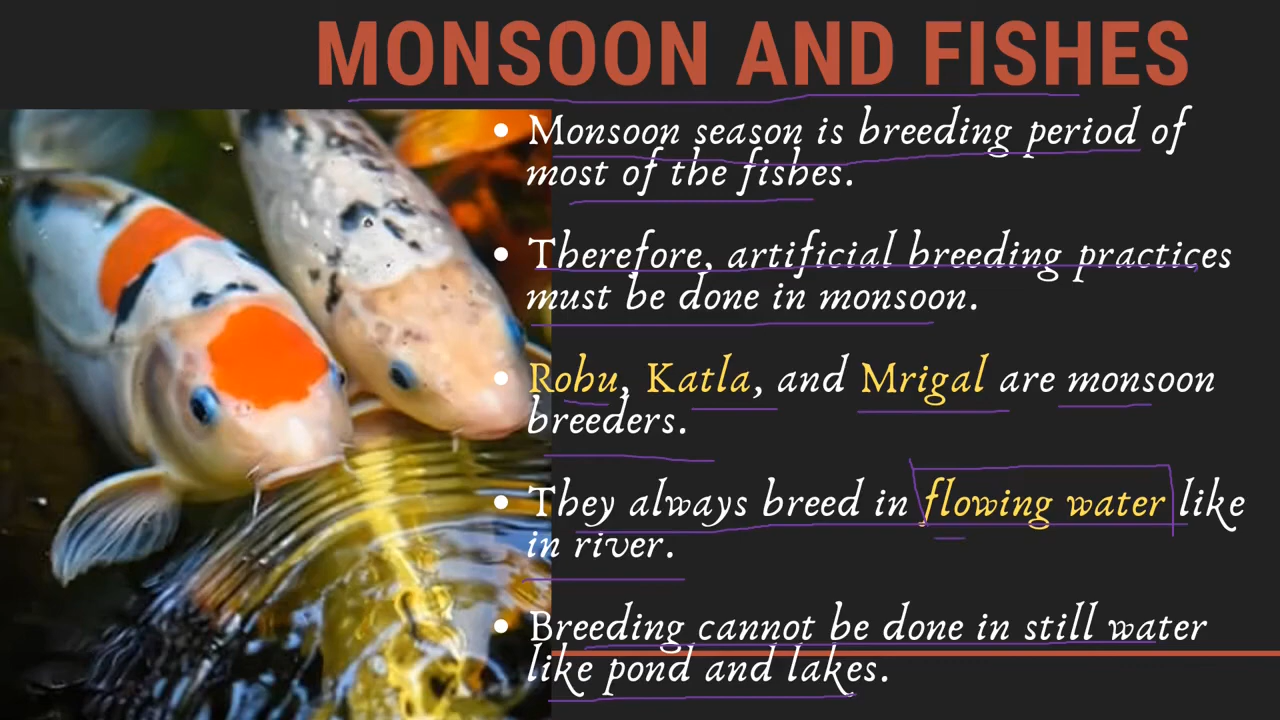 MONSOON AND FISHES
• Monsoon season is breeding period of
most of the fishes.
• Therefore, artificial breeding practices
must be done in monsoon.
• Rohu, Katla, and Mrigal are monsoon
breeders.
• They always breed in flowing water like
in river.
• Breeding cannot be done in still water
like pond and lakes.